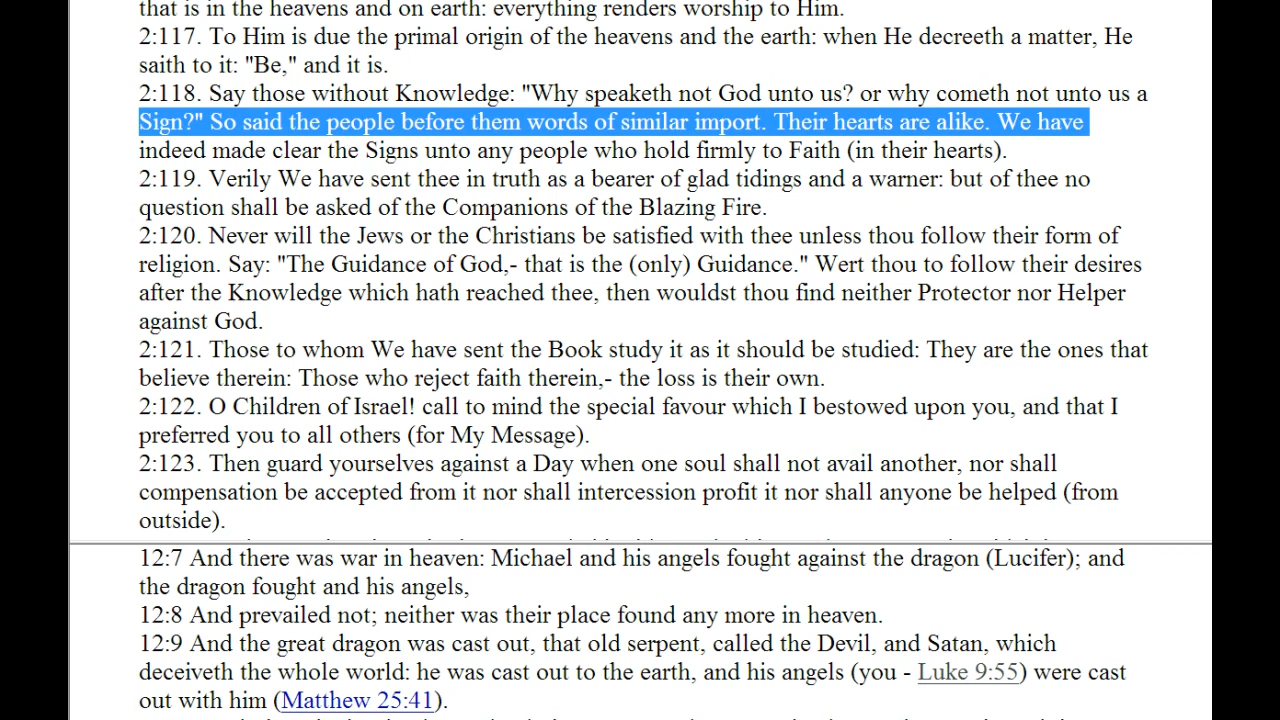 that is in the heavens and on earth: everything renders worship to Him.
2:117. To Him is due the primal origin of the heavens and the earth: when He decreeth a matter, He
saith to it: "Be," and it is.
2:118. Say those without Knowledge: "Why speaketh not God unto us? or why cometh not unto us a
Sign?" So said the people before them words of similar import. Their hearts are alike. We have
indeed made clear the Signs unto any people who hold firmly to Faith (in their hearts).
2:119. Verily We have sent thee in truth as a bearer of glad tidings and a warner: but of thee no
question shall be asked of the Companions of the Blazing Fire.
2:120. Never will the Jews or the Christians be satisfied with thee unless thou follow their form of
religion. Say: "The Guidance of God,- that is the (only) Guidance." Wert thou to follow their desires
after the Knowledge which hath reached thee, then wouldst thou find neither Protector nor Helper
against God.
2:121. Those to whom We have sent the Book study it as it should be studied: They are the ones that
believe therein: Those who reject faith therein,- the loss is their own.
2:122. O Children of Israel! call to mind the special favour which I bestowed upon you, and that I
preferred you to all others (for My Message).
2:123. Then guard yourselves against a Day when one soul shall not avail another, nor shall
compensation be accepted from it nor shall intercession profit it nor shall anyone be helped (from
outside).
12:7 And there was war in heaven: Michael and his angels fought against the dragon (Lucifer); and
the dragon fought and his angels,
12:8 And prevailed not; neither was their place found any more in heaven.
12:9 And the great dragon was cast out, that old serpent, called the Devil, and Satan, which
deceiveth the whole world: he was cast out to the earth, and his angels (you - Luke 9:55) were cast
out with him (Matthew 25:41).